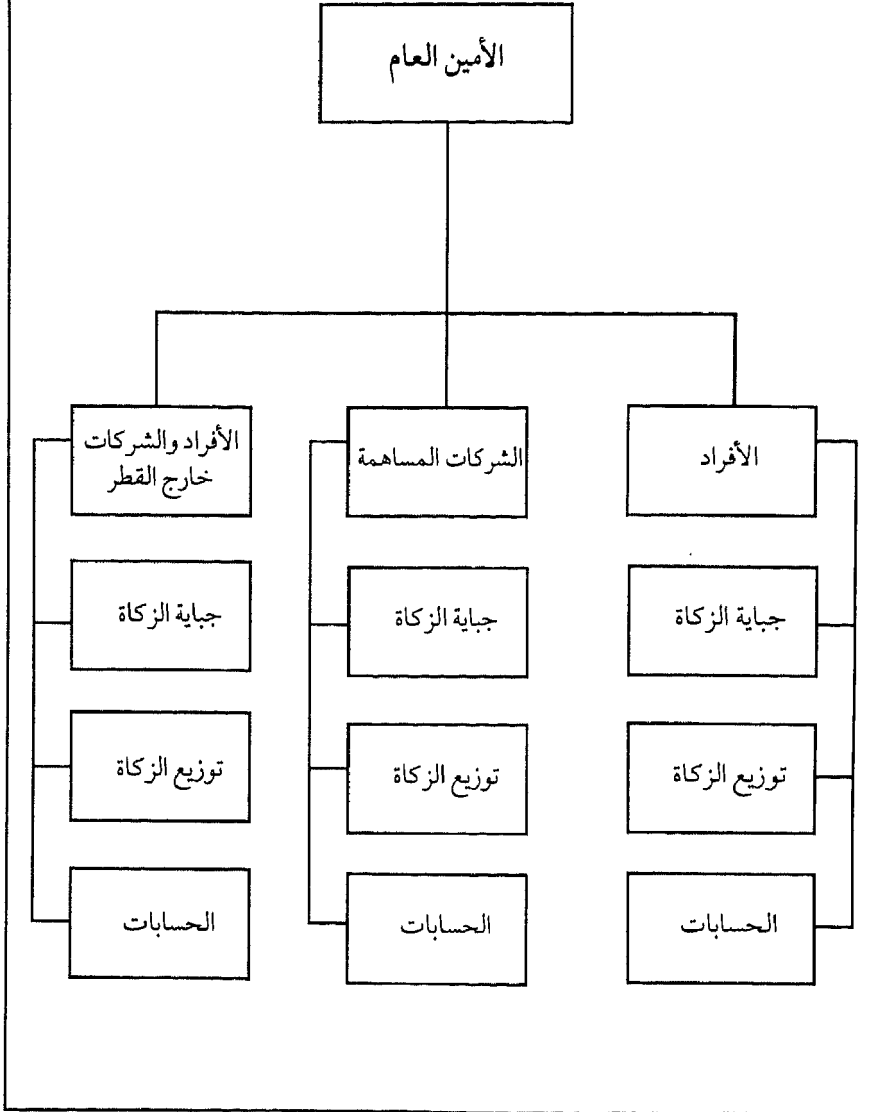 الأمين العام
الأفراد
الشركات المساهمة
الأفراد والشركات
خارج القطر
جباية الزكاة
جباية الزكاة
جباية الزكاة
توزيع الزكاة
توزيع الزكاة
توزيع الزكاة
الحسابات
الحسابات
الحسابات